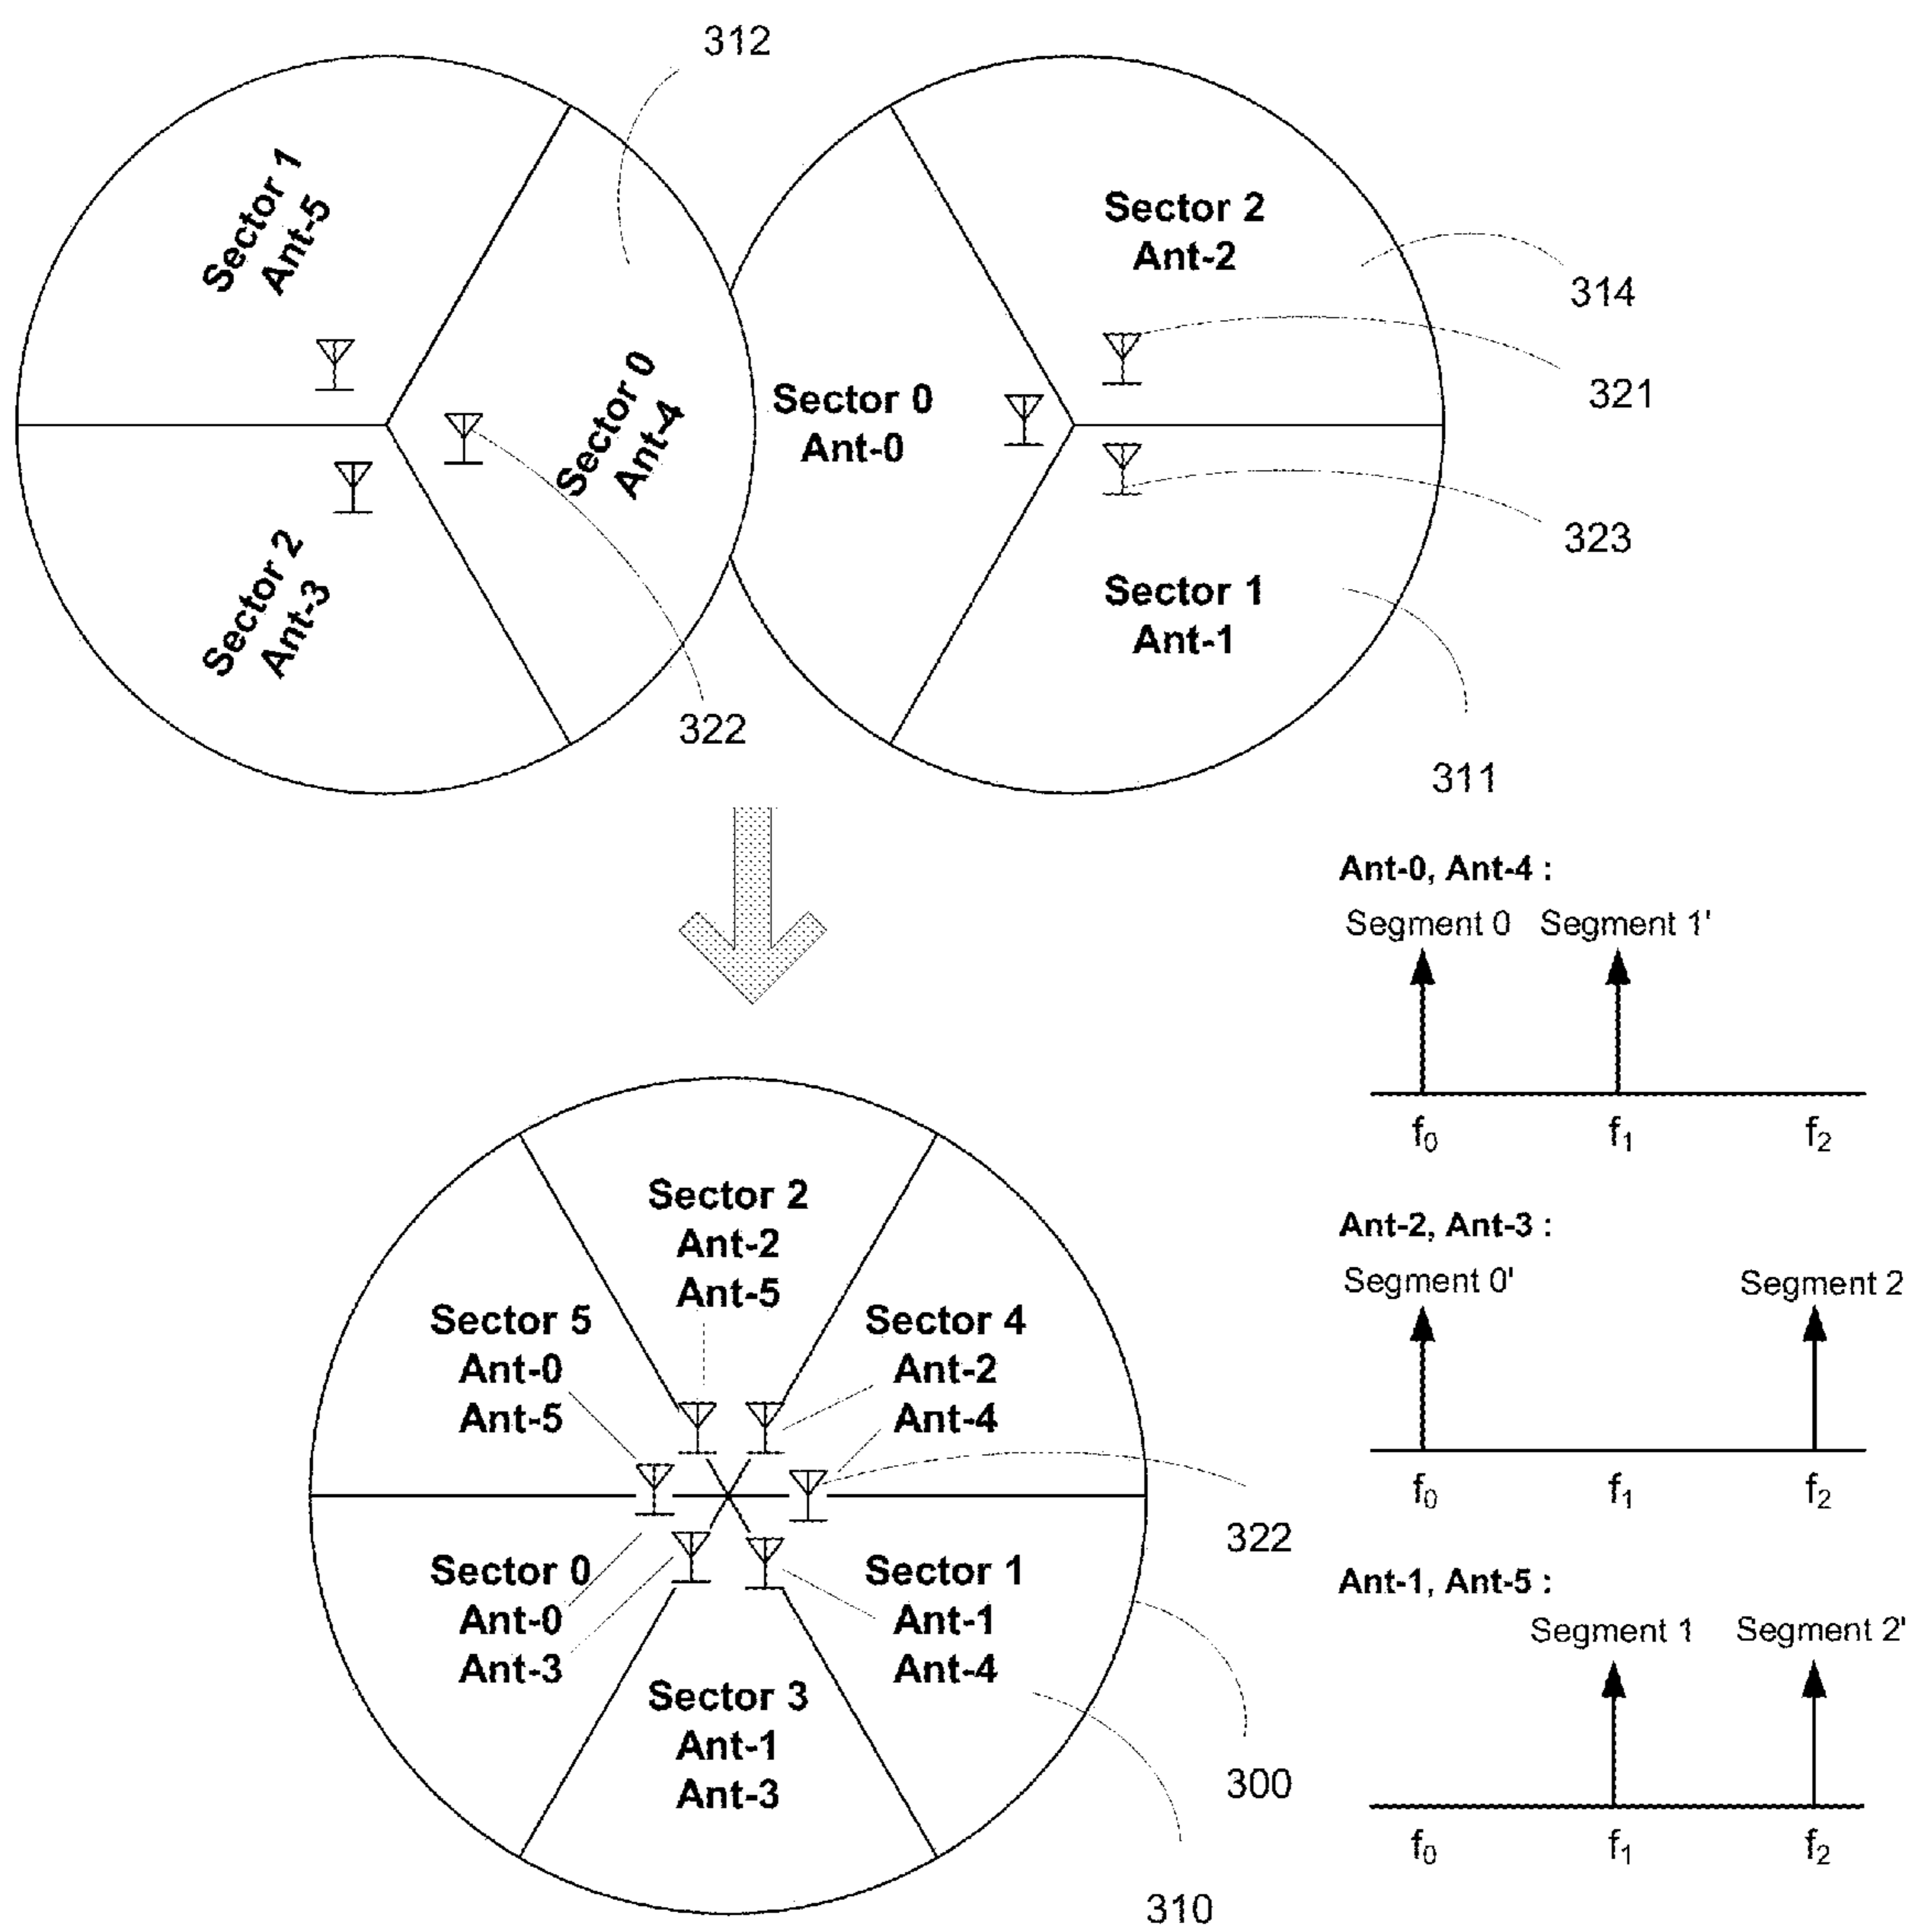 312
Sector 1
Ant-5
Sector 2
Ant-2
314
321
Sector 0
Ant-4
Sector 0
Ant-0
323
Sector 2
Ant-3
Sector 1
Ant-1
322
311
Ant-0, Ant-4 :
Segment 0 Segment 1'
f₀ f₁ f₂
Sector 2
Ant-2
Ant-5
Ant-2, Ant-3 :
Segment 0' Segment 2
f₀ f₁ f₂
Sector 5
Ant-0
Ant-5
Sector 4
Ant-2
Ant-4
322
Sector 0
Ant-0
Ant-3
Sector 1
Ant-1
Ant-4
Sector 3
Ant-1
Ant-3
Ant-1, Ant-5 :
Segment 1 Segment 2'
f₀ f₁ f₂
300
310